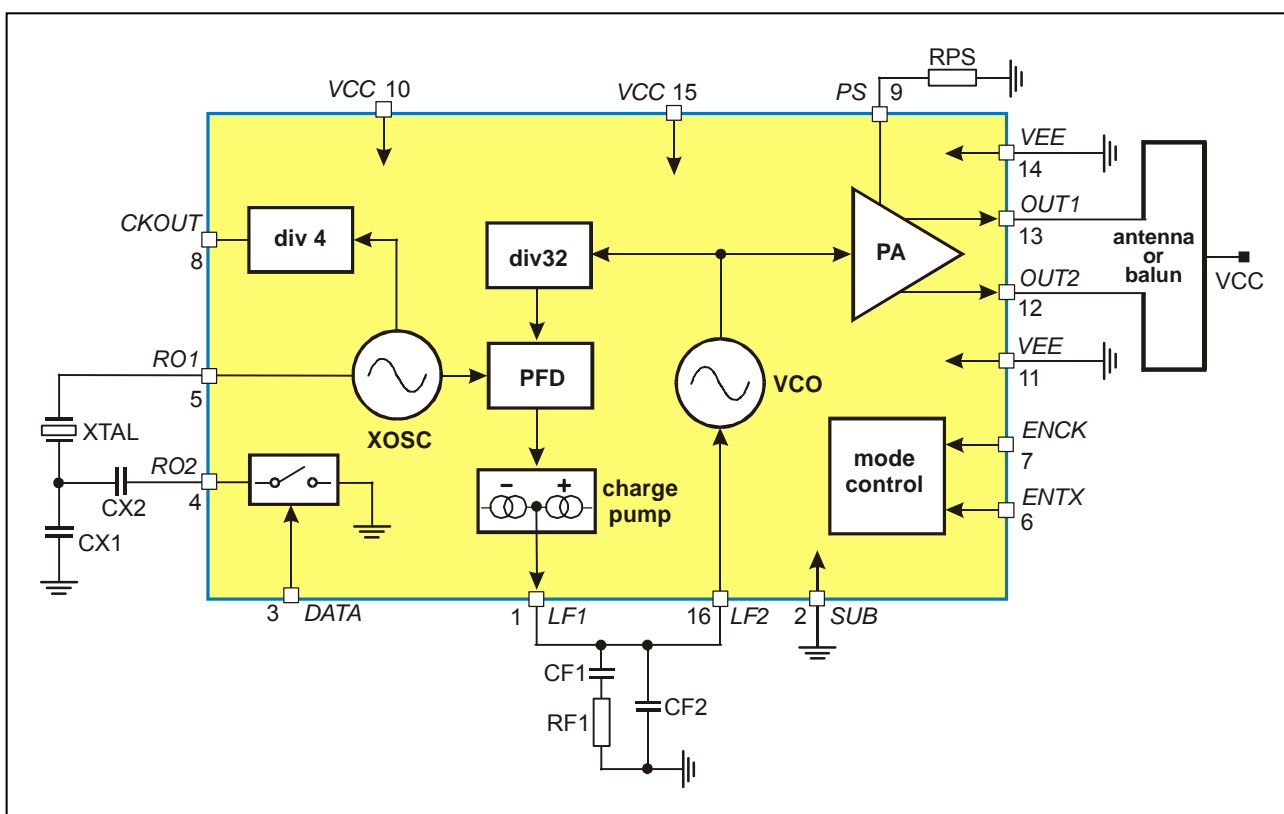 RPS
VCC 10
VCC 15
PS
9
VEE
14
CKOUT
8
div 4
div32
PA
OUT1
13
antenna
or
balun
VCC
OUT2
12
RO1
5
PFD
VCO
VEE
11
XOSC
XTAL
RO2
4
CX2
CX1
- +
charge
pump
mode
control
ENCK
7
ENTX
6
3 DATA
1 LF1
16 LF2
2 SUB
CF1
RF1
CF2